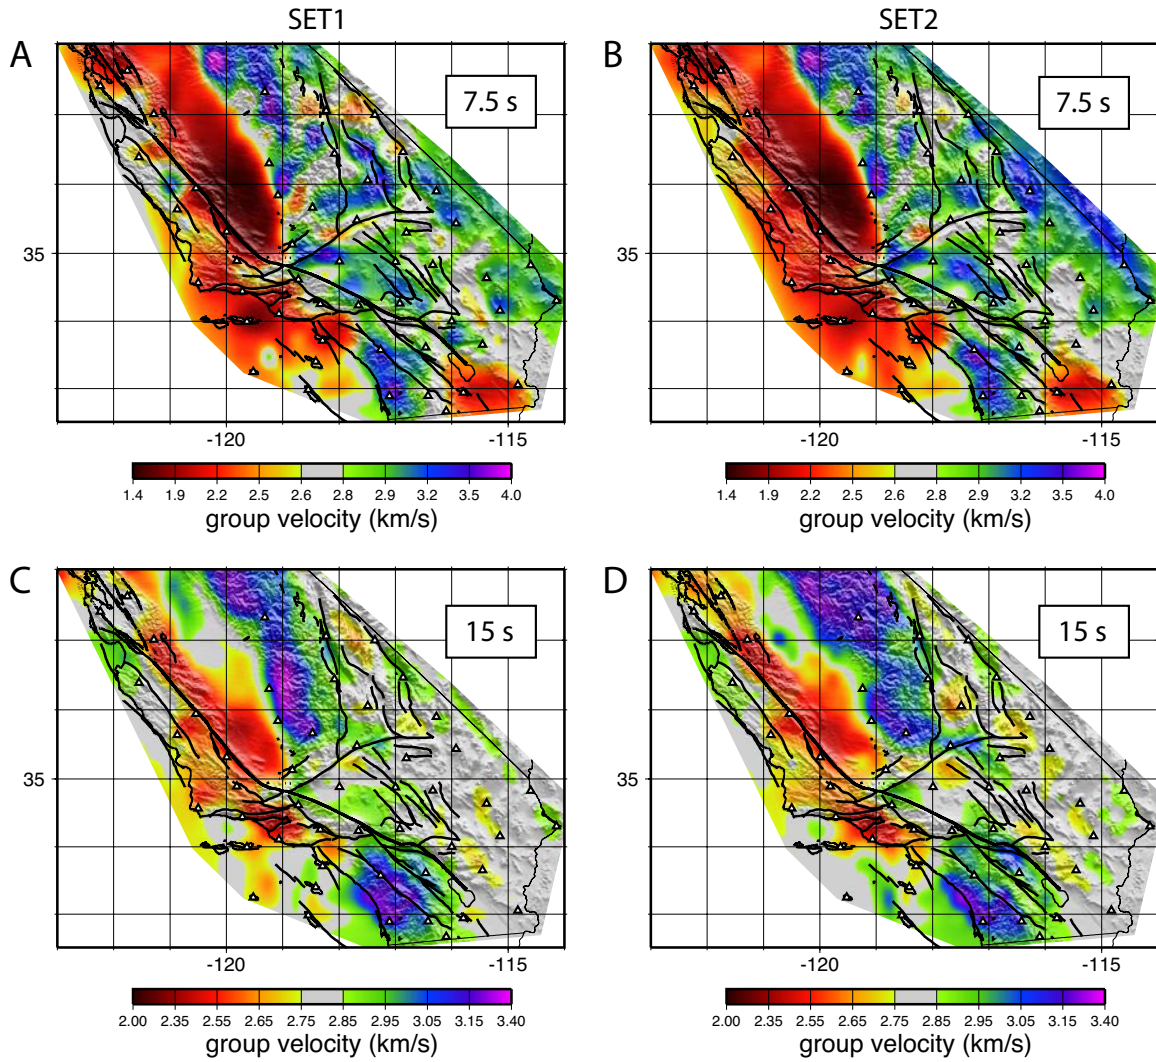 SET1
SET2
A
7.5 s
B
7.5 s
35
35
-120
-115
-120
-115
1.4 1.9 2.2 2.5 2.6 2.8 2.9 3.2 3.5 4.0
1.4 1.9 2.2 2.5 2.6 2.8 2.9 3.2 3.5 4.0
group velocity (km/s)
group velocity (km/s)
C
15 s
D
15 s
35
35
-120
-115
-120
-115
2.00 2.35 2.55 2.65 2.75 2.85 2.95 3.05 3.15 3.40
2.00 2.35 2.55 2.65 2.75 2.85 2.95 3.05 3.15 3.40
group velocity (km/s)
group velocity (km/s)